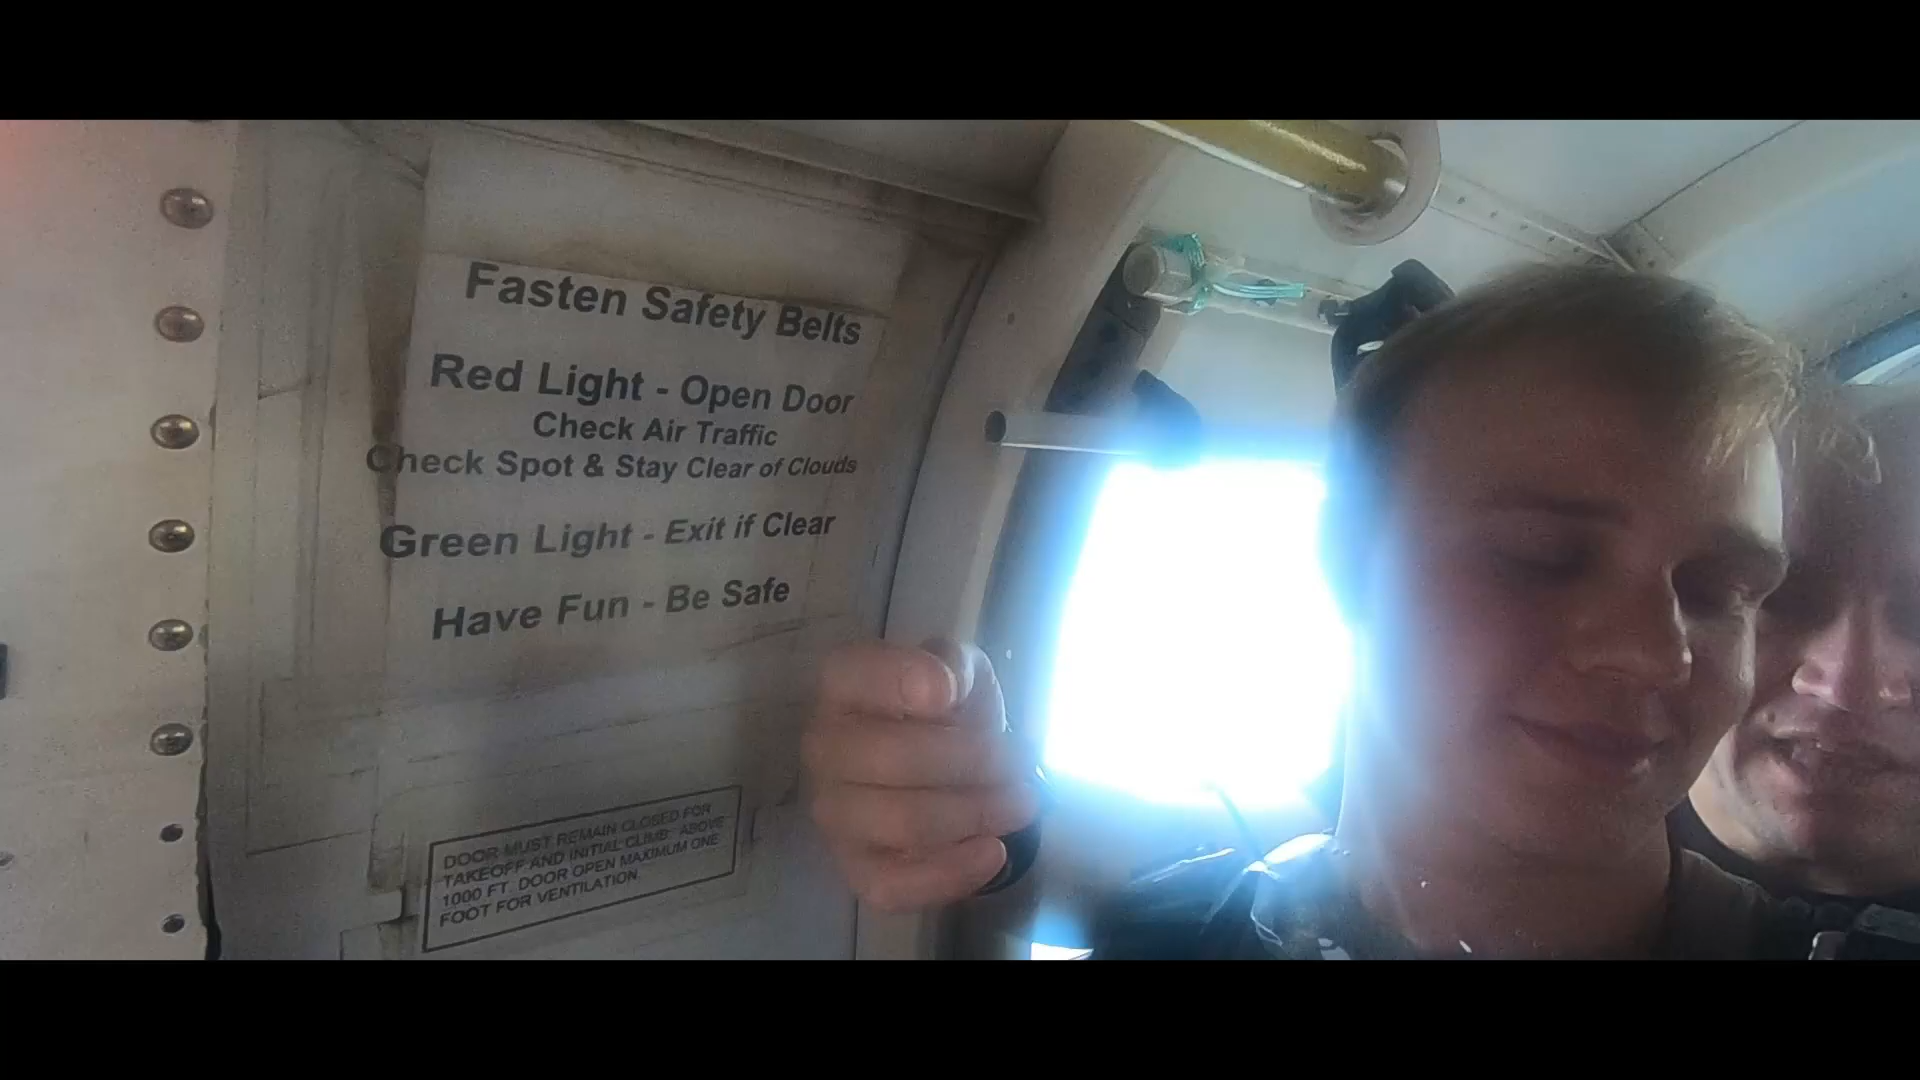 Fasten Safety Belts
Red Light - Open Door
Check Air Traffic
Check Spot & Stay Clear of Clouds
Green Light - Exit if Clear
Have Fun - Be Safe
DOOR MUST REMAIN CLOSED FOR
TAKEOFF AND INITIAL CLIMB. ABOVE
1000 FT. DOOR OPEN MAXIMUM ONE
FOOT FOR VENTILATION.